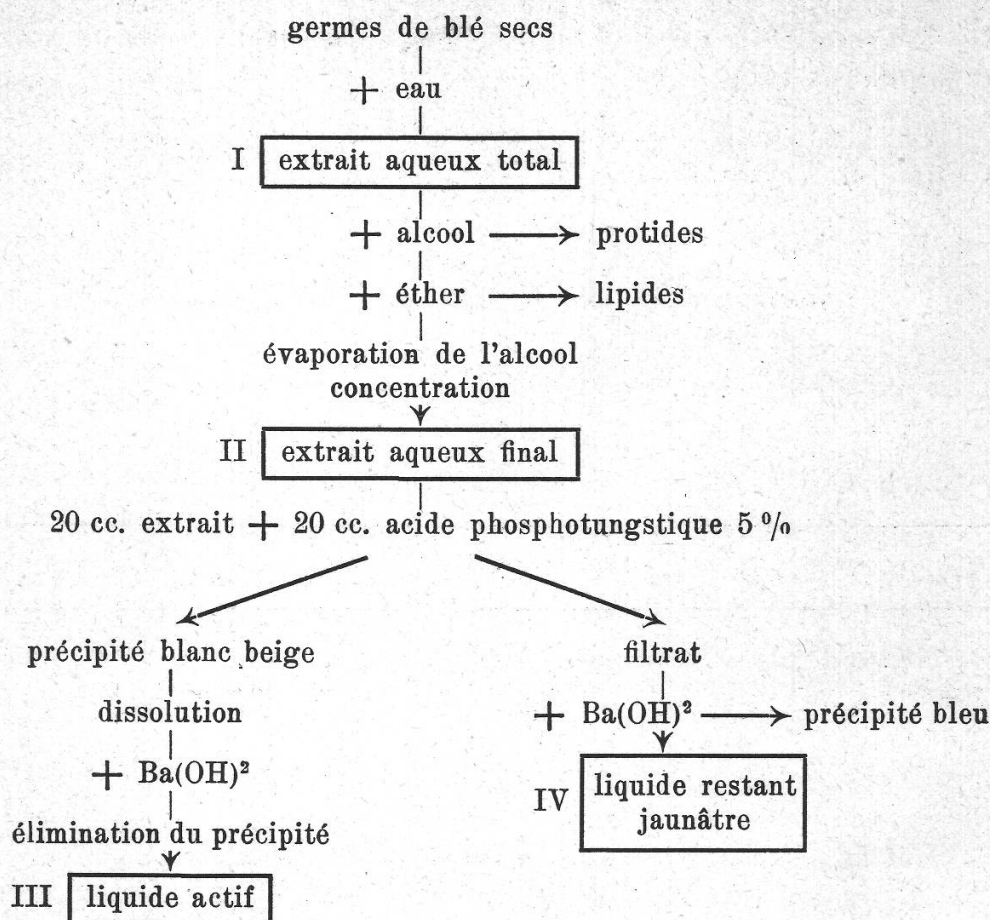 germes de blé secs
+ eau
I extrait aqueux total
+ alcool → protides
+ éther → lipides
évaporation de l'alcool
concentration
II extrait aqueux final
20 cc. extrait + 20 cc. acide phosphotungstique 5 %
précipité blanc beige
dissolution
+ Ba(OH)²
élimination du précipité
III liquide actif
filtrat
+ Ba(OH)² → précipité bleu
IV liquide restant
jaunâtre